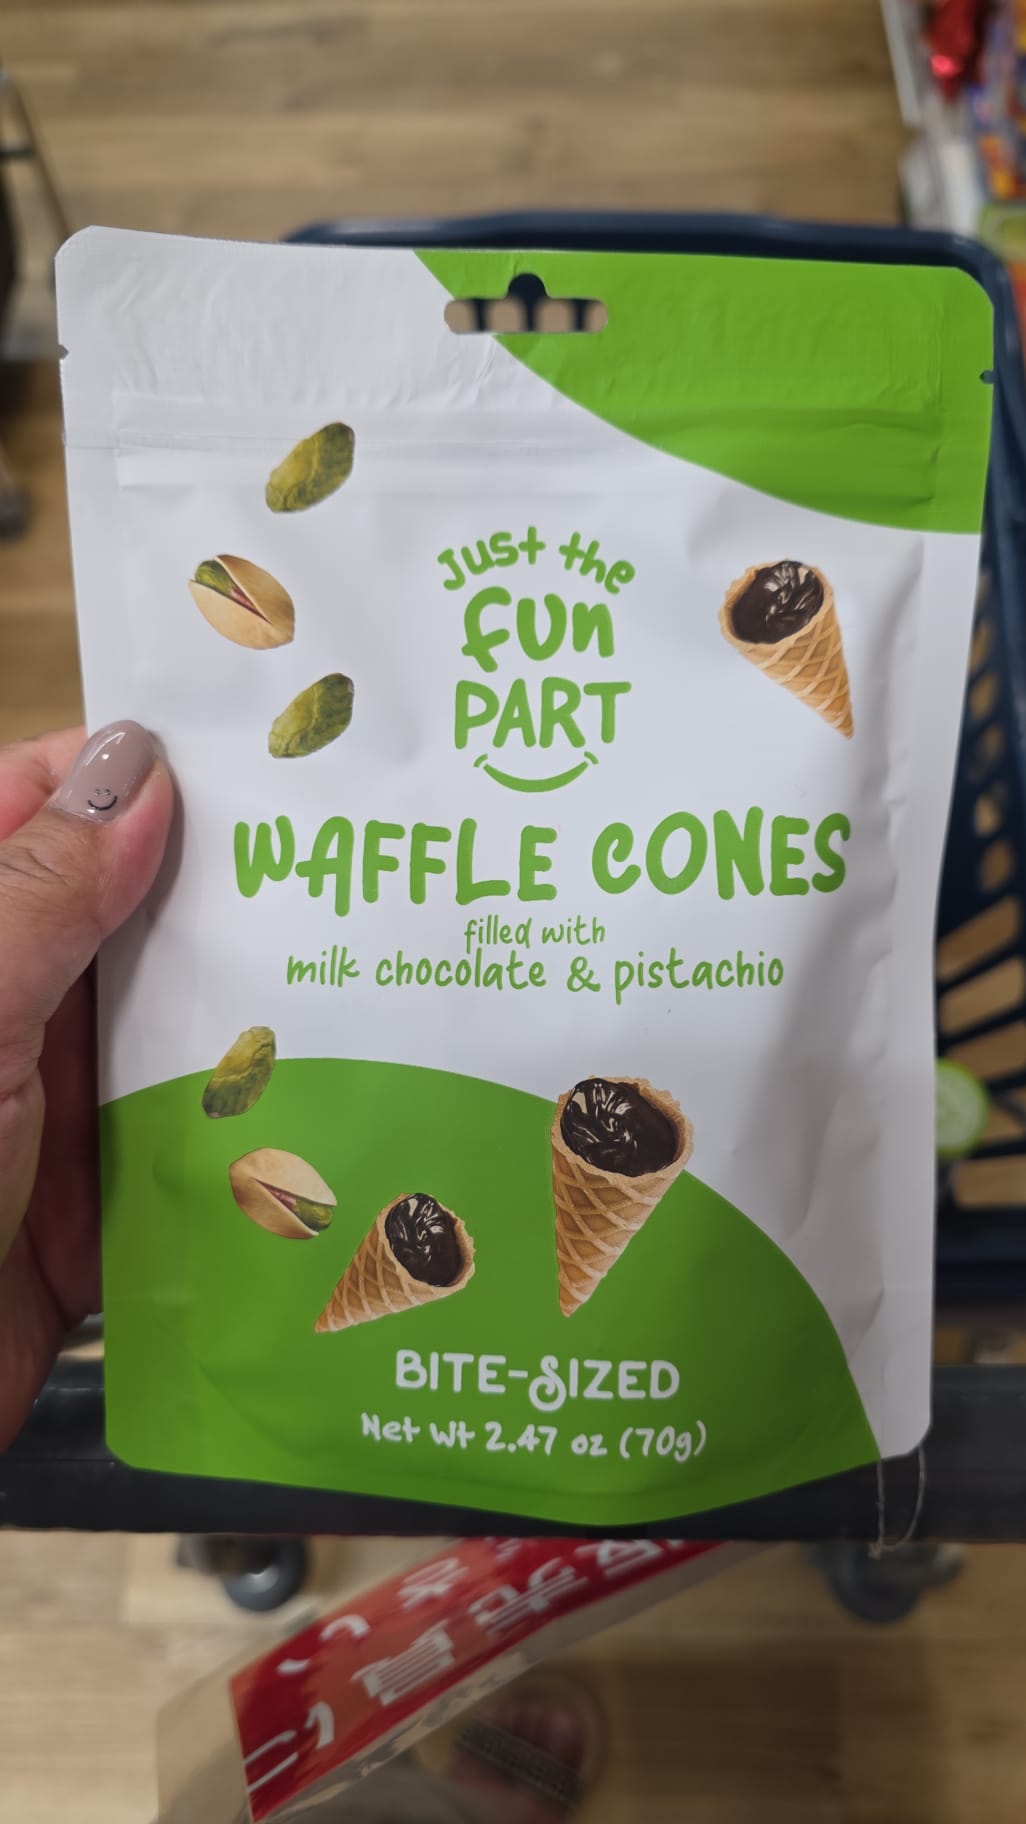 Just the
fun
PART
WAFFLE CONES
filled with
milk chocolate & pistachio
BITE-SIZED
Net Wt 2.47 oz (70g)